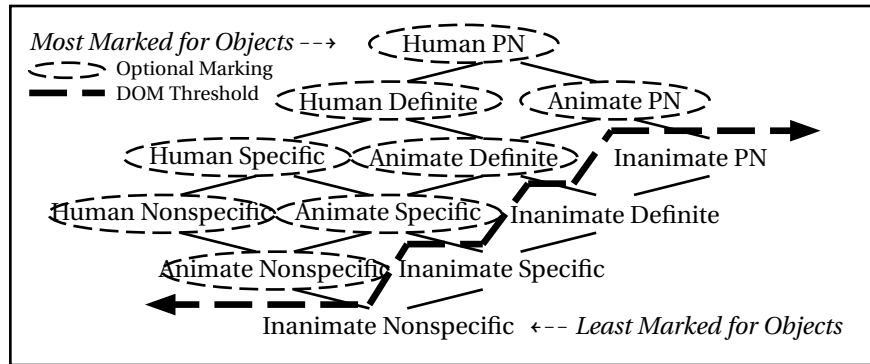 Most Marked for Objects --→ Human PN
Optional Marking
DOM Threshold
Human Definite Animate PN
Human Specific Animate Definite Inanimate PN
Human Nonspecific Animate Specific Inanimate Definite
Animate Nonspecific Inanimate Specific
Inanimate Nonspecific ←-- Least Marked for Objects